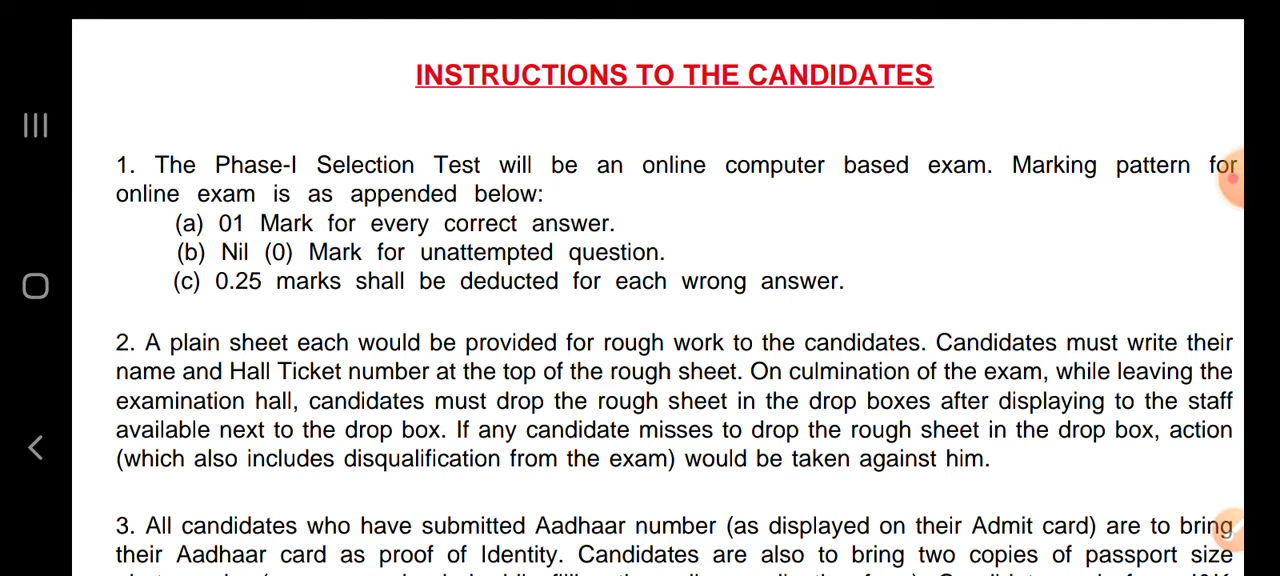 INSTRUCTIONS TO THE CANDIDATES
1. The Phase-I Selection Test will be an online computer based exam. Marking pattern for
online exam is as appended below:
(a) 01 Mark for every correct answer.
(b) Nil (0) Mark for unattempted question.
(c) 0.25 marks shall be deducted for each wrong answer.
2. A plain sheet each would be provided for rough work to the candidates. Candidates must write their
name and Hall Ticket number at the top of the rough sheet. On culmination of the exam, while leaving the
examination hall, candidates must drop the rough sheet in the drop boxes after displaying to the staff
available next to the drop box. If any candidate misses to drop the rough sheet in the drop box, action
(which also includes disqualification from the exam) would be taken against him.
3. All candidates who have submitted Aadhaar number (as displayed on their Admit card) are to bring
their Aadhaar card as proof of Identity. Candidates are also to bring two copies of passport size